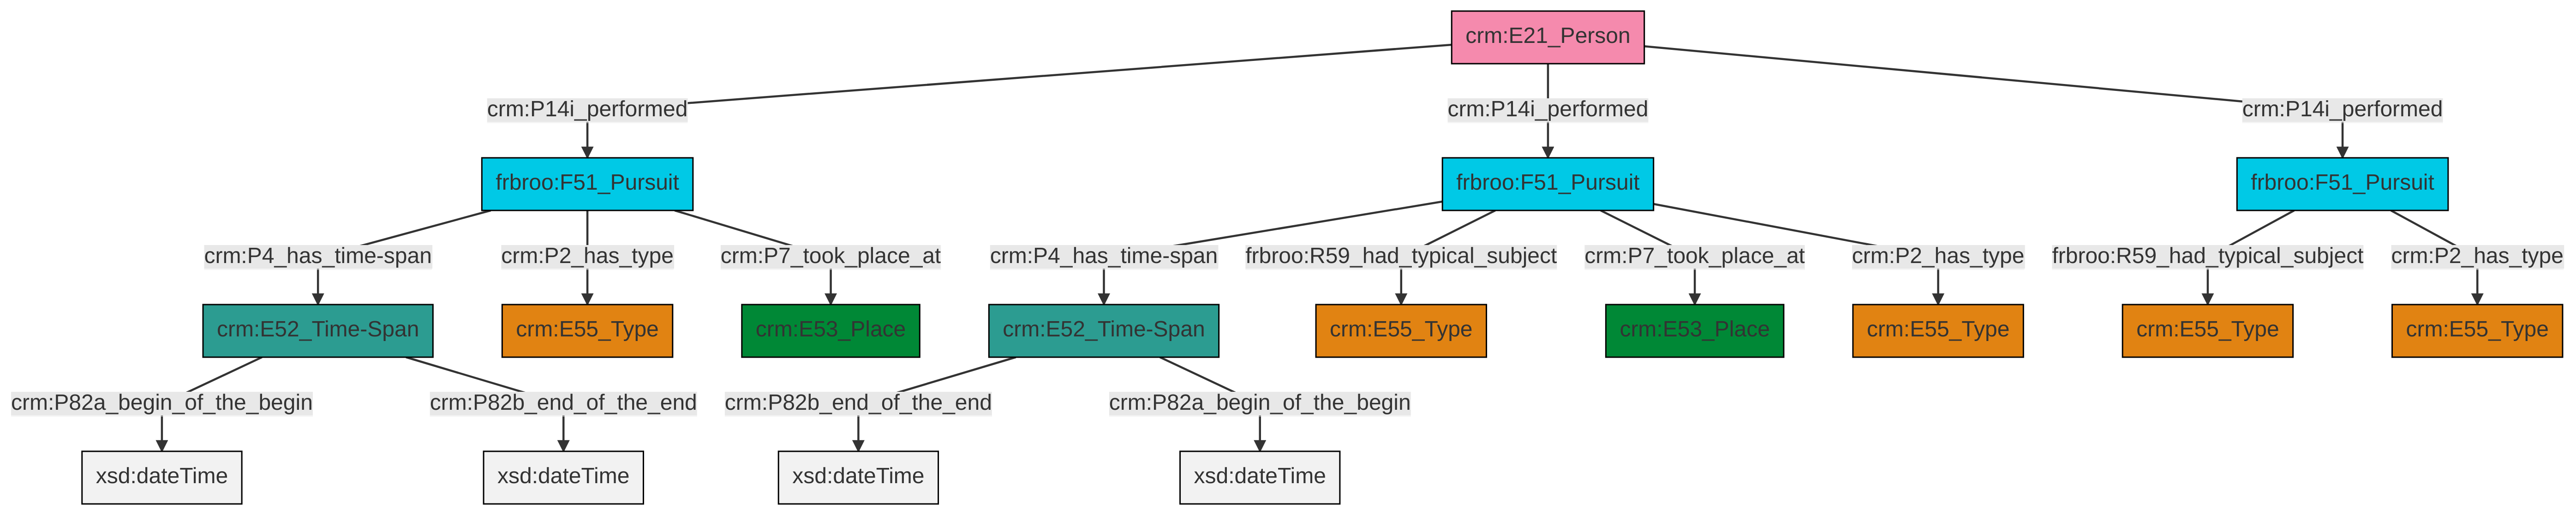 crm:E21_Person
crm:P14i_performed
crm:P14i_performed
crm:P14i_performed
frbroo:F51_Pursuit
frbroo:F51_Pursuit
frbroo:F51_Pursuit
crm:P4_has_time-span
crm:P2_has_type
crm:P7_took_place_at
crm:P4_has_time-span
frbroo:R59_had_typical_subject
crm:P7_took_place_at
crm:P2_has_type
frbroo:R59_had_typical_subject
crm:P2_has_type
crm:E52_Time-Span
crm:E55_Type
crm:E53_Place
crm:E52_Time-Span
crm:E55_Type
crm:E53_Place
crm:E55_Type
crm:E55_Type
crm:E55_Type
crm:P82a_begin_of_the_begin
crm:P82b_end_of_the_end
crm:P82b_end_of_the_end
crm:P82a_begin_of_the_begin
xsd:dateTime
xsd:dateTime
xsd:dateTime
xsd:dateTime